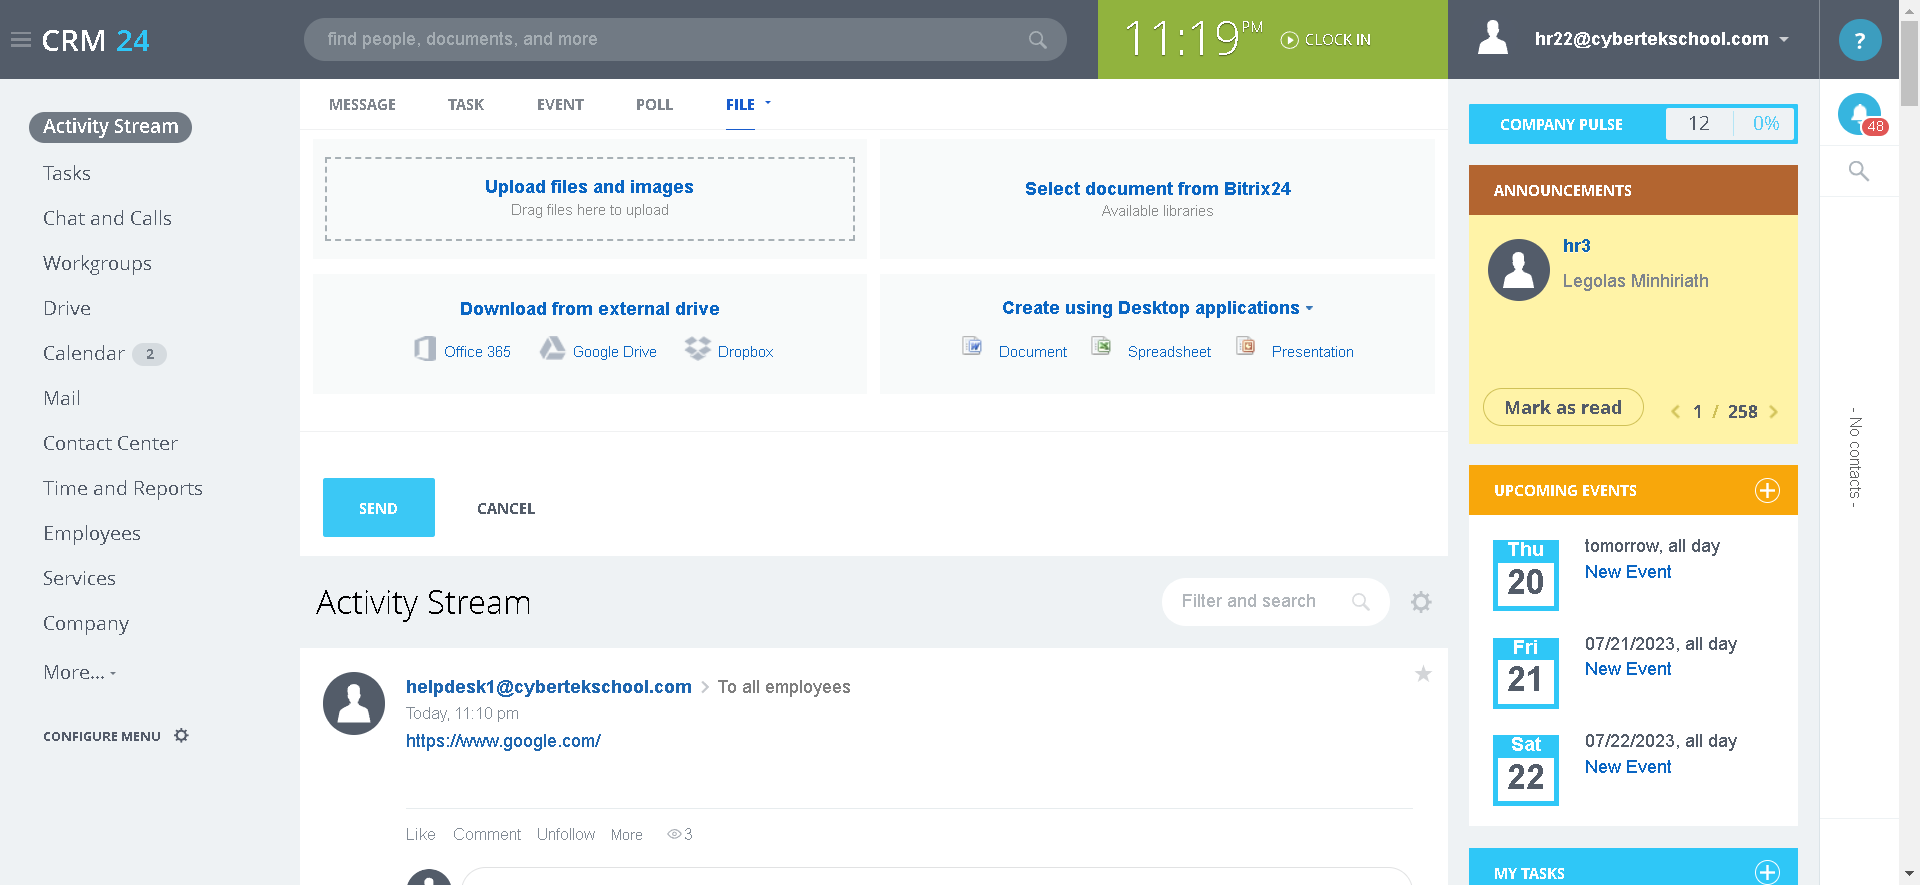 CRM 24
find people, documents, and more
11:19 PM
CLOCK IN
hr22@cybertekschool.com
?
Activity Stream
Tasks
Chat and Calls
Workgroups
Drive
Calendar 2
Mail
Contact Center
Time and Reports
Employees
Services
Company
More...
CONFIGURE MENU
MESSAGE TASK EVENT POLL FILE
Upload files and images
Drag files here to upload
Select document from Bitrix24
Available libraries
Download from external drive
Office 365 Google Drive Dropbox
Create using Desktop applications
Document Spreadsheet Presentation
SEND CANCEL
Activity Stream
Filter and search
helpdesk1@cybertekschool.com To all employees
Today, 11:10 pm
https://www.google.com/
Like Comment Unfollow More 3
COMPANY PULSE 12 0%
ANNOUNCEMENTS
hr3
Legolas Minhiriath
Mark as read
1 / 258
UPCOMING EVENTS
Thu
20
tomorrow, all day
New Event
Fri
21
07/21/2023, all day
New Event
Sat
22
07/22/2023, all day
New Event
MY TASKS
48
- No contacts -